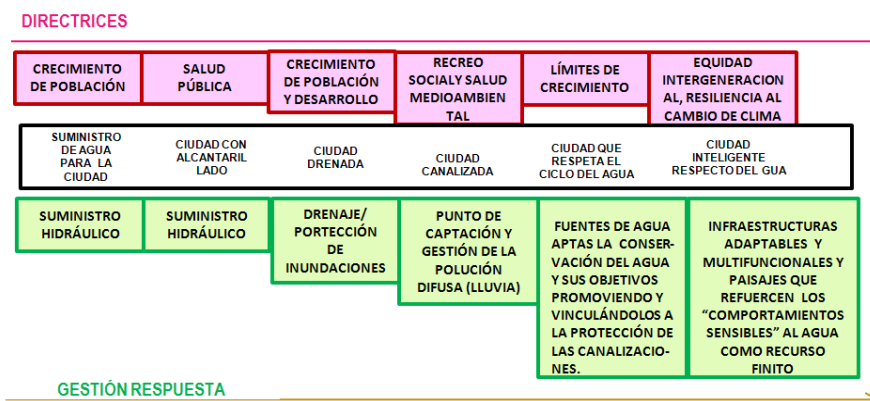 DIRECTRICES
CRECIMIENTO
DE POBLACIÓN
SALUD
PÚBLICA
CRECIMIENTO
DE POBLACIÓN
Y DESARROLLO
RECREO
SOCIALY SALUD
MEDIOAMBIEN
TAL
LÍMITES DE
CRECIMIENTO
EQUIDAD
INTERGENERACION
AL, RESILIENCIA AL
CAMBIO DE CLIMA
SUMINISTRO
DE AGUA
PARA LA
CIUDAD
CIUDAD CON
ALCANTARIL
LADO
CIUDAD
DRENADA
CIUDAD
CANALIZADA
CIUDAD QUE
RESPETA EL
CICLO DEL AGUA
CIUDAD
INTELIGENTE
RESPECTO DEL GUA
SUMINISTRO
HIDRÁULICO
SUMINISTRO
HIDRÁULICO
DRENAJE/
PORTECCIÓN
DE
INUNDACIONES
PUNTO DE
CAPTACIÓN Y
GESTIÓN DE LA
POLUCIÓN
DIFUSA (LLUVIA)
FUENTES DE AGUA
APTAS LA CONSER-
VACIÓN DEL AGUA
Y SUS OBJETIVOS
PROMOVIENDO Y
VINCULÁNDOLOS A
LA PROTECCIÓN DE
LAS CANALIZACIO-
NES.
INFRAESTRUCTURAS
ADAPTABLES Y
MULTIFUNCIONALES Y
PAISAJES QUE
REFUERCEN LOS
“COMPORTAMIENTOS
SENSIBLES” AL AGUA
COMO RECURSO
FINITO
GESTIÓN RESPUESTA